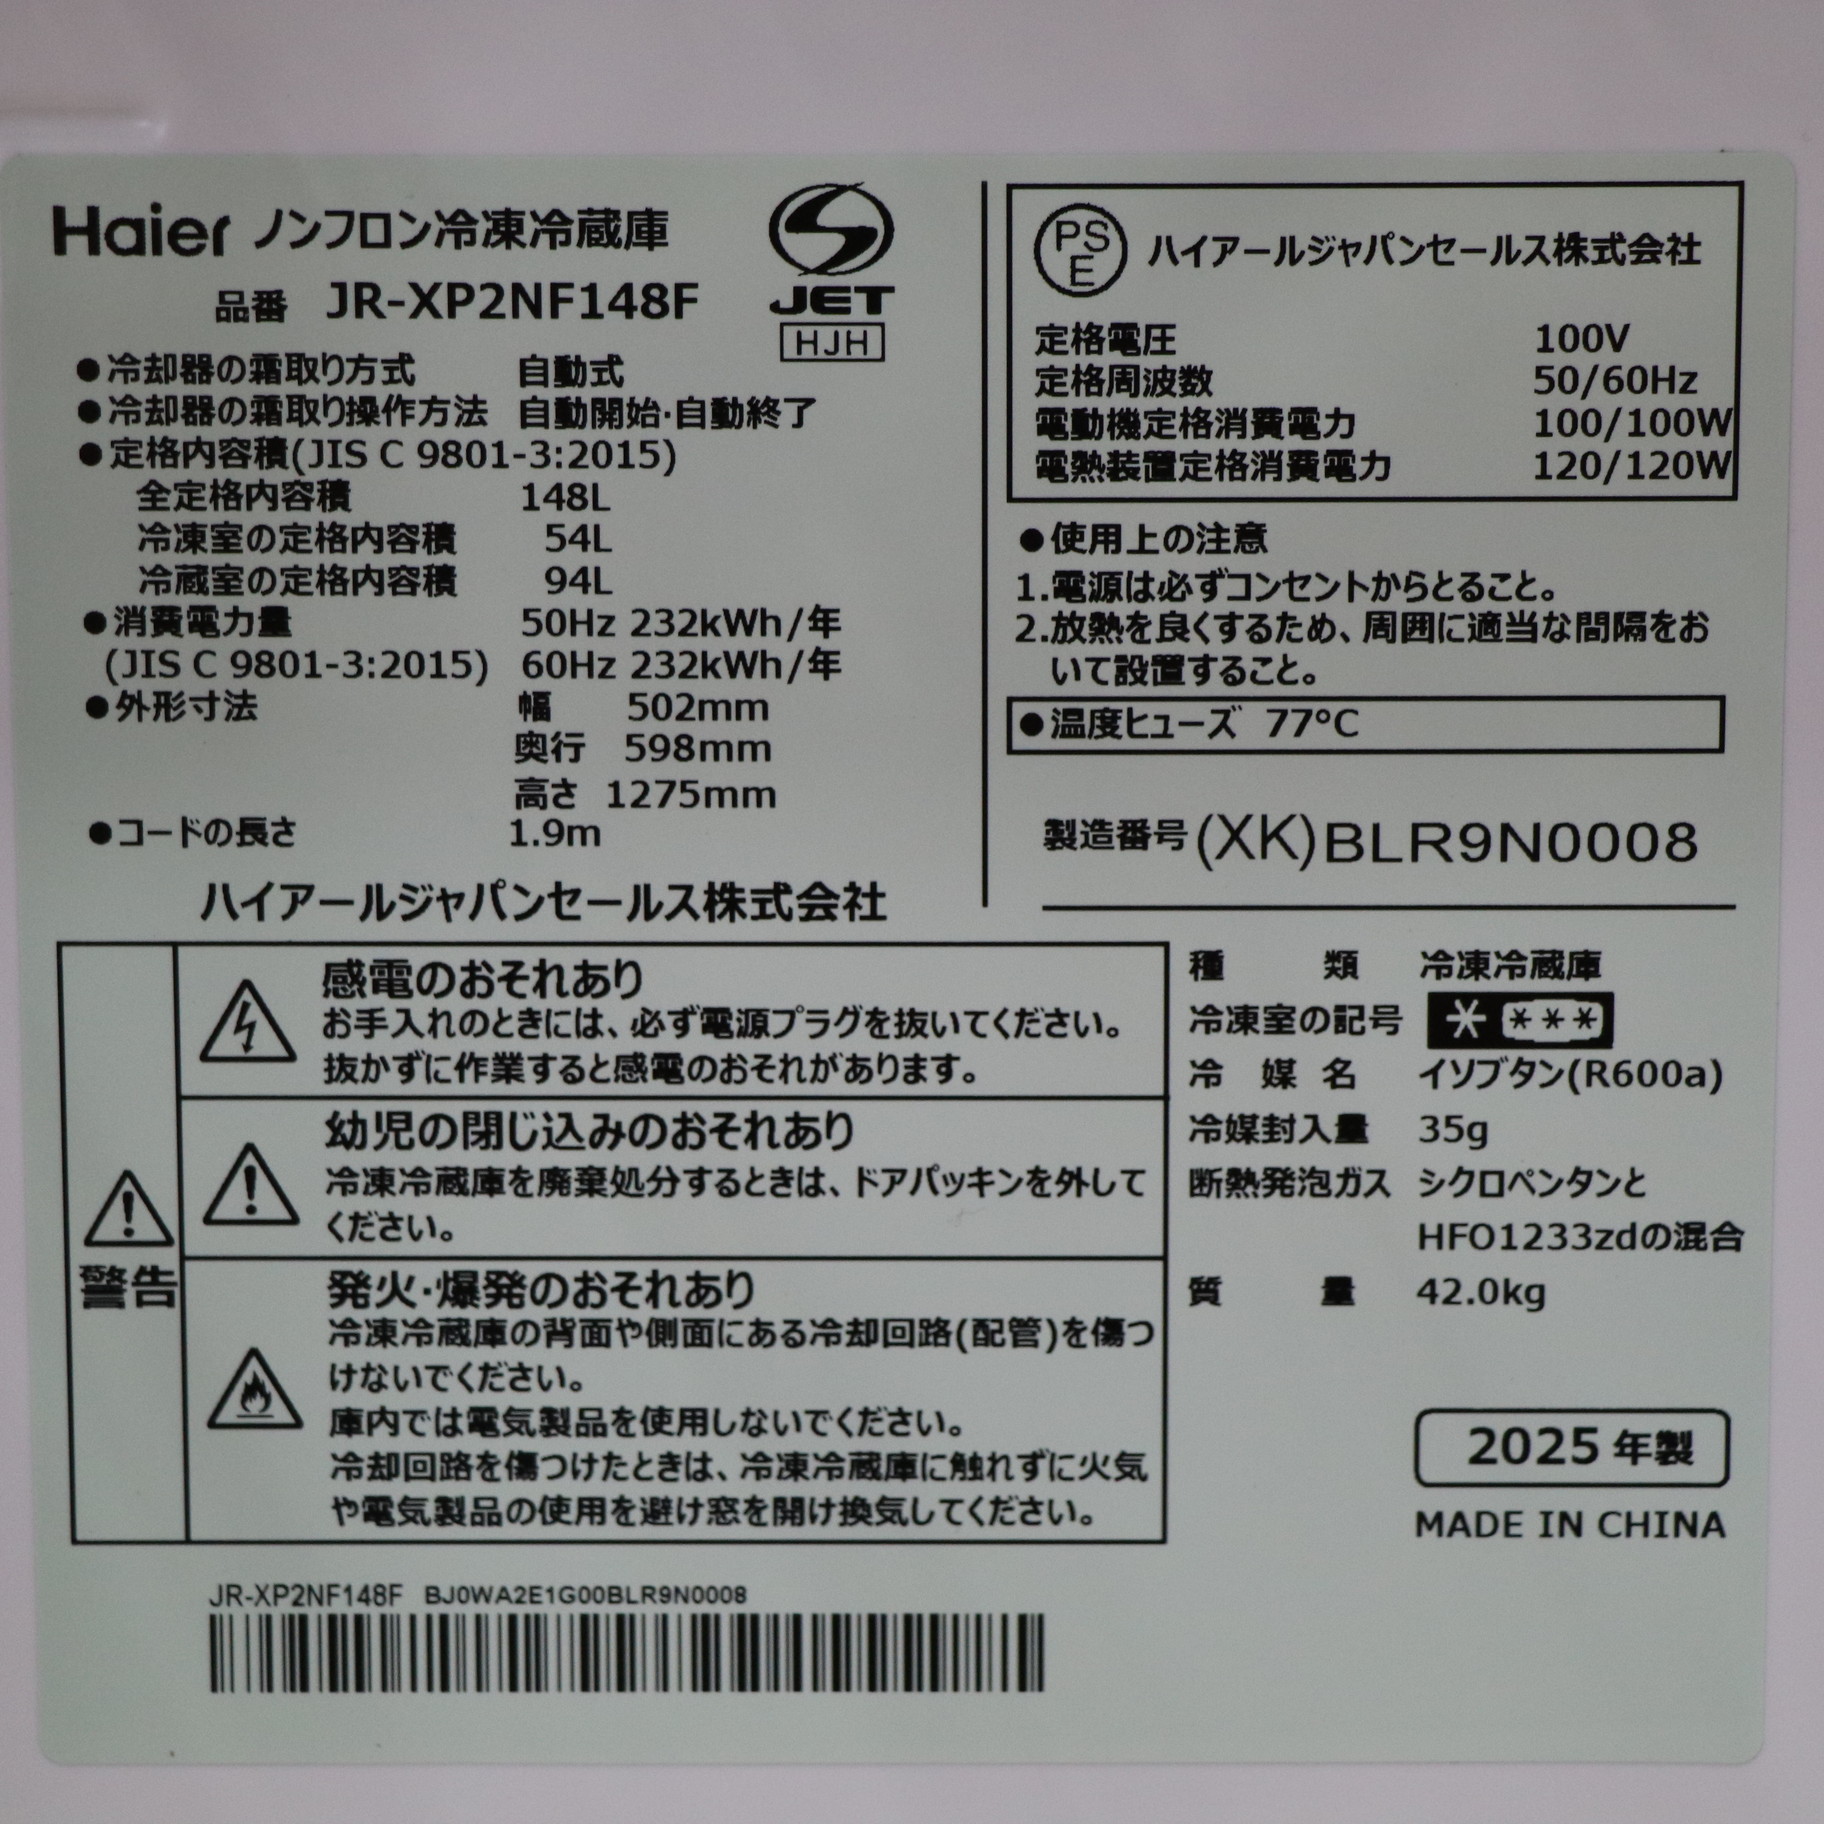 Haier ノンフロン冷凍冷蔵庫
品番 JR-XP2NF148F
JET
HJH
●冷却器の霜取り方式 自動式
●冷却器の霜取り操作方法 自動開始·自動終了
●定格内容積(JIS C 9801-3:2015)
全定格内容積 148L
冷凍室の定格内容積 54L
冷蔵室の定格内容積 94L
●消費電力量 50Hz 232kWh/年
(JIS C 9801-3:2015) 60Hz 232kWh/年
●外形寸法 幅 502mm
奥行 598mm
高さ 1275mm
●コードの長さ 1.9m
ハイアールジャパンセールス株式会社
PS
E
ハイアールジャパンセールス株式会社
定格電圧 100V
定格周波数 50/60Hz
電動機定格消費電力 100/100W
電熱装置定格消費電力 120/120W
●使用上の注意
1.電源は必ずコンセントからとること。
2.放熱を良くするため、周囲に適当な間隔をお
いて設置すること。
●温度ヒューズ 77°C
製造番号(XK)BLR9N0008
警告
感電のおそれあり
お手入れのときには、必ず電源プラグを抜いてください。
抜かずに作業すると感電のおそれがあります。
幼児の閉じ込みのおそれあり
冷凍冷蔵庫を廃棄処分するときは、ドアパッキンを外して
ください。
発火·爆発のおそれあり
冷凍冷蔵庫の背面や側面にある冷却回路(配管)を傷つ
けないでください。
庫内では電気製品を使用しないでください。
冷却回路を傷つけたときは、冷凍冷蔵庫に触れずに火気
や電気製品の使用を避け窓を開け換気してください。
種類 冷凍冷蔵庫
冷凍室の記号 * ***
冷媒名 イソブタン(R600a)
冷媒封入量 35g
断熱発泡ガス シクロペンタンと
HFO1233zdの混合
質量 42.0kg
2025年製
MADE IN CHINA
JR-XP2NF148F BJ0WA2E1G00BLR9N0008